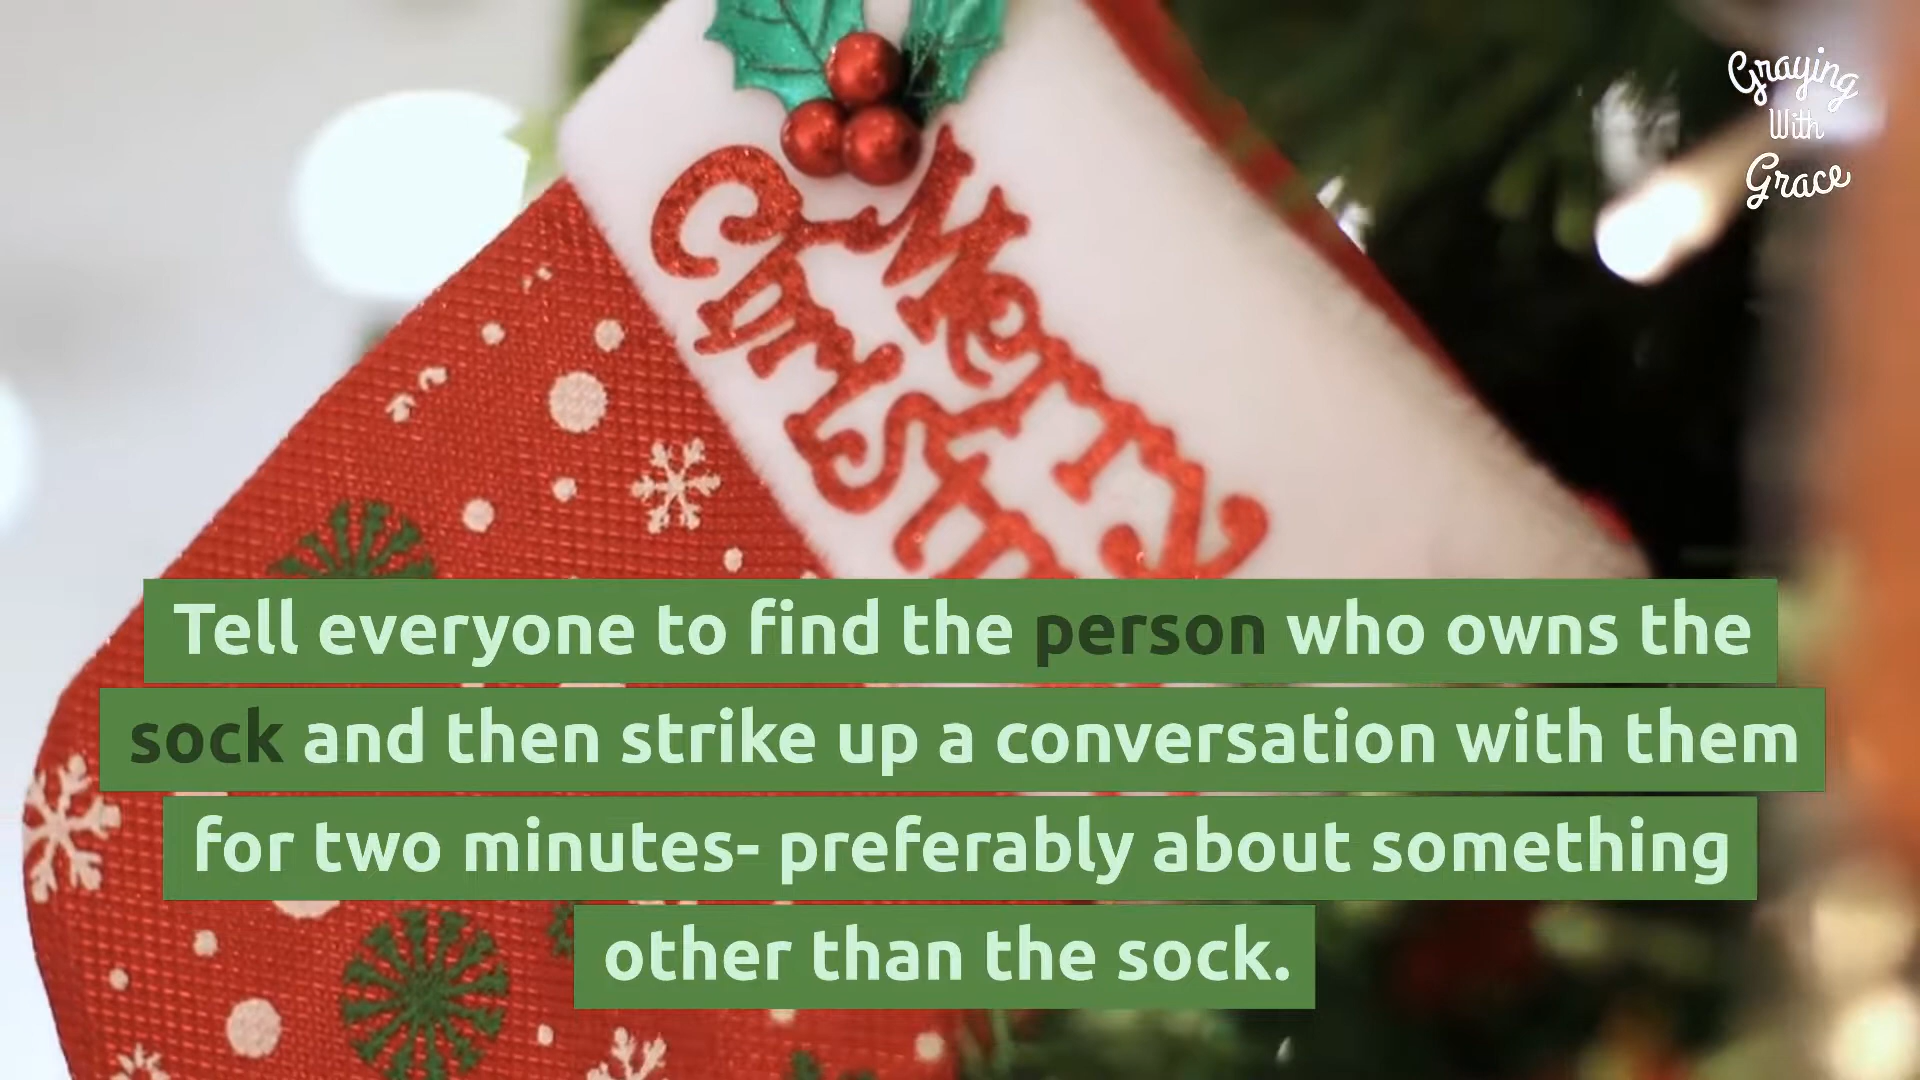 Graying
With
Grace
Merry
Christm
Tell everyone to find the person who owns the
sock and then strike up a conversation with them
for two minutes- preferably about something
other than the sock.